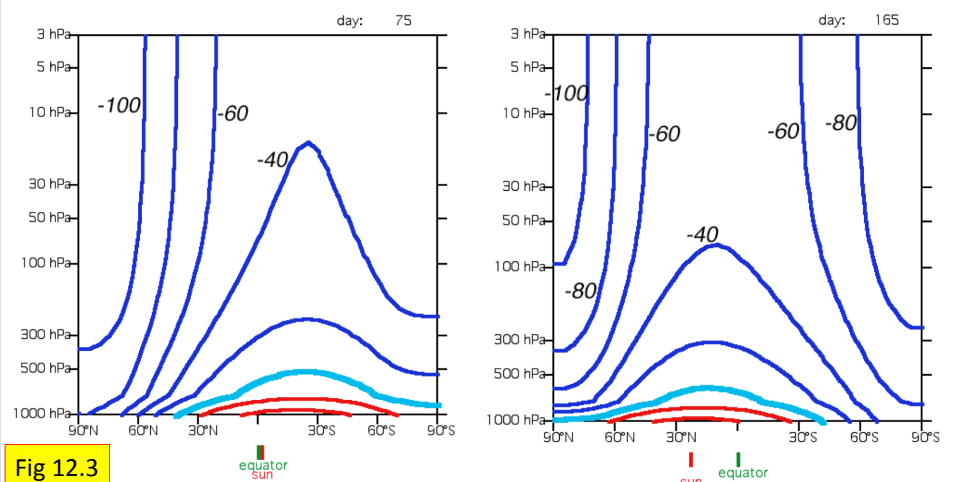 day: 75
3 hPa
5 hPa
10 hPa
30 hPa
50 hPa
100 hPa
300 hPa
500 hPa
1000 hPa
-100
-60
-40
90°N 60°N 30°N 30°S 60°S 90°S
equator
sun
Fig 12.3
day: 165
3 hPa
5 hPa
10 hPa
30 hPa
50 hPa
100 hPa
300 hPa
500 hPa
1000 hPa
-100
-60
-60
-80
-40
-80
90°N 60°N 30°N 0° 30°S 60°S 90°S
sun
equator